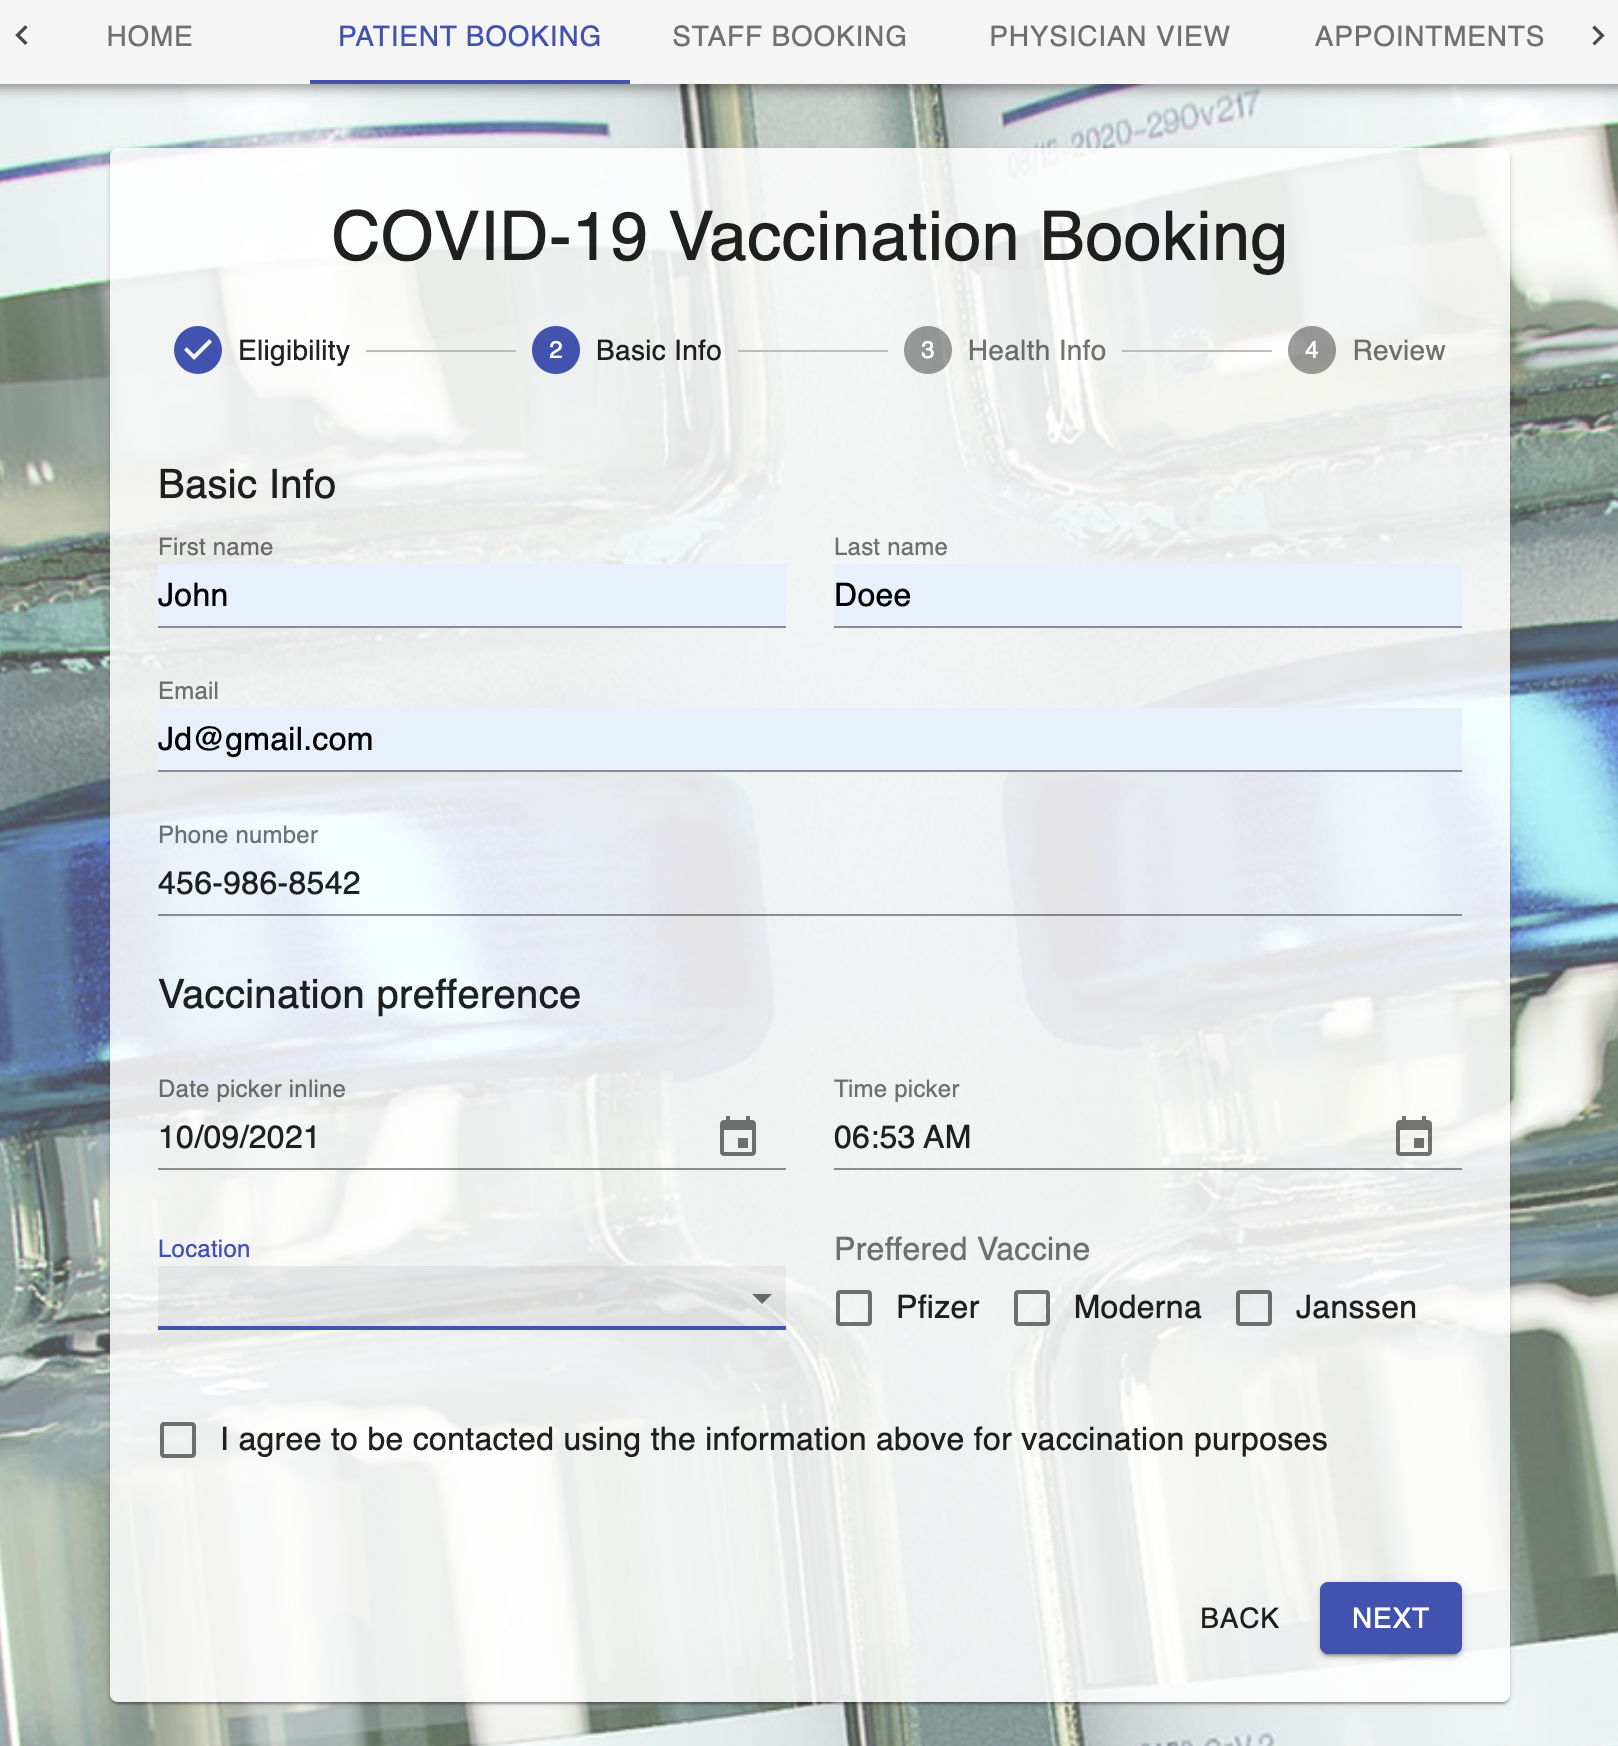 HOME PATIENT BOOKING STAFF BOOKING PHYSICIAN VIEW APPOINTMENTS
08/15-2020-290v217
COVID-19 Vaccination Booking
Eligibility 2 Basic Info 3 Health Info 4 Review
Basic Info
First name Last name
John Doee
Email
Jd@gmail.com
Phone number
456-986-8542
Vaccination prefference
Date picker inline Time picker
10/09/2021 06:53 AM
Location Preffered Vaccine
Pfizer Moderna Janssen
I agree to be contacted using the information above for vaccination purposes
BACK NEXT